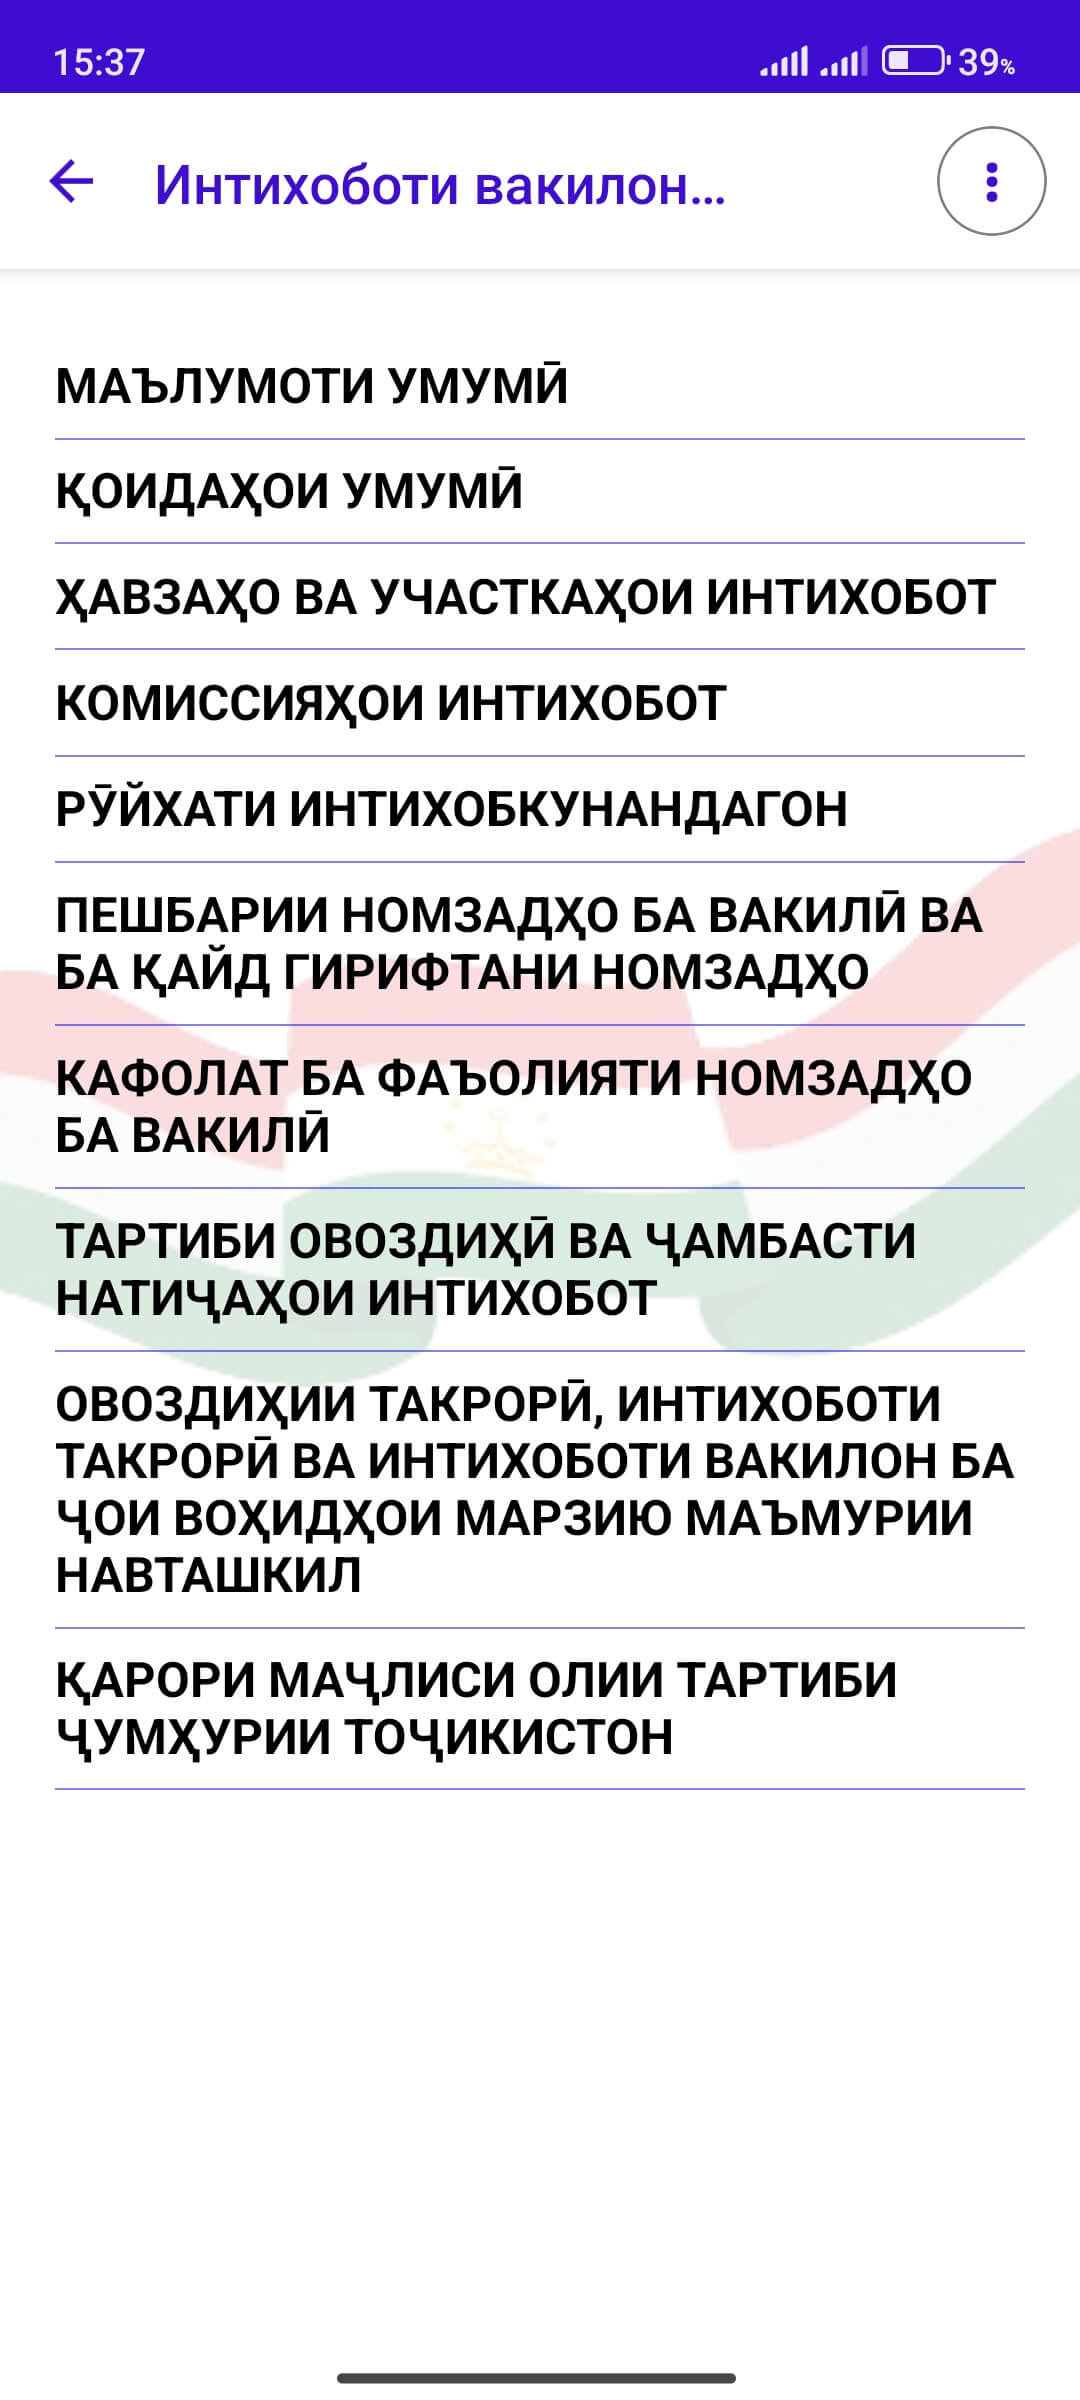 15:37
39%
Интихоботи вакилон...
МАЪЛУМОТИ УМУМӢ
ҚОИДАҲОИ УМУМӢ
ҲАВЗАҲО ВА УЧАСТКАҲОИ ИНТИХОБОТ
КОМИССИЯҲОИ ИНТИХОБОТ
РӮЙХАТИ ИНТИХОБКУНАНДАГОН
ПЕШБАРИИ НОМЗАДҲО БА ВАКИЛӢ ВА
БА ҚАЙД ГИРИФТАНИ НОМЗАДҲО
КАФОЛАТ БА ФАЪОЛИЯТИ НОМЗАДҲО
БА ВАКИЛӢ
ТАРТИБИ ОВОЗДИҲӢ ВА ҶАМБАСТИ
НАТИҶАҲОИ ИНТИХОБОТ
ОВОЗДИҲИИ ТАКРОРӢ, ИНТИХОБОТИ
ТАКРОРӢ ВА ИНТИХОБОТИ ВАКИЛОН БА
ҶОИ ВОҲИДҲОИ МАРЗИЮ МАЪМУРИИ
НАВТАШКИЛ
ҚАРОРИ МАҶЛИСИ ОЛИИ ТАРТИБИ
ҶУМҲУРИИ ТОҶИКИСТОН